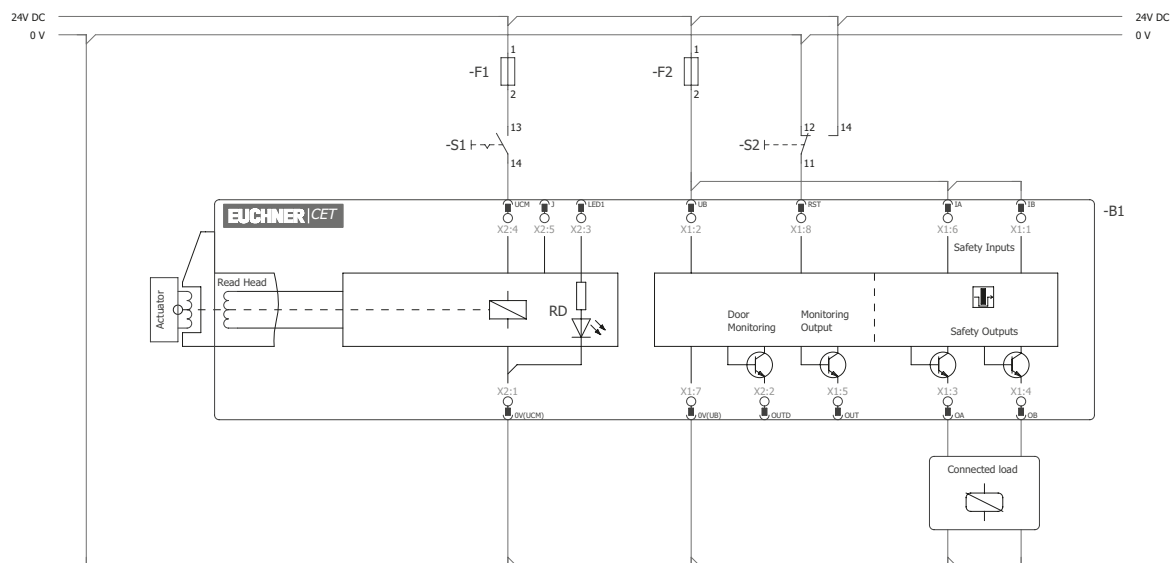 24V DC
24V DC
0 V
0 V
1
1
-F1
-F2
2
2
13
12
14
-S1
-S2
14
11
EUCHNER CET
UCM
J
LED1
UB
RST
IA
IB
-B1
X2:4
X2:5
X2:3
X1:2
X1:8
X1:6
X1:1
Safety Inputs
Read Head
Actuator
RD
Door
Monitoring
Monitoring
Output
Safety Outputs
X2:1
X1:7
X2:2
X1:5
X1:3
X1:4
0V(UCM)
0V(UB)
OUTD
OUT
OA
OB
Connected load